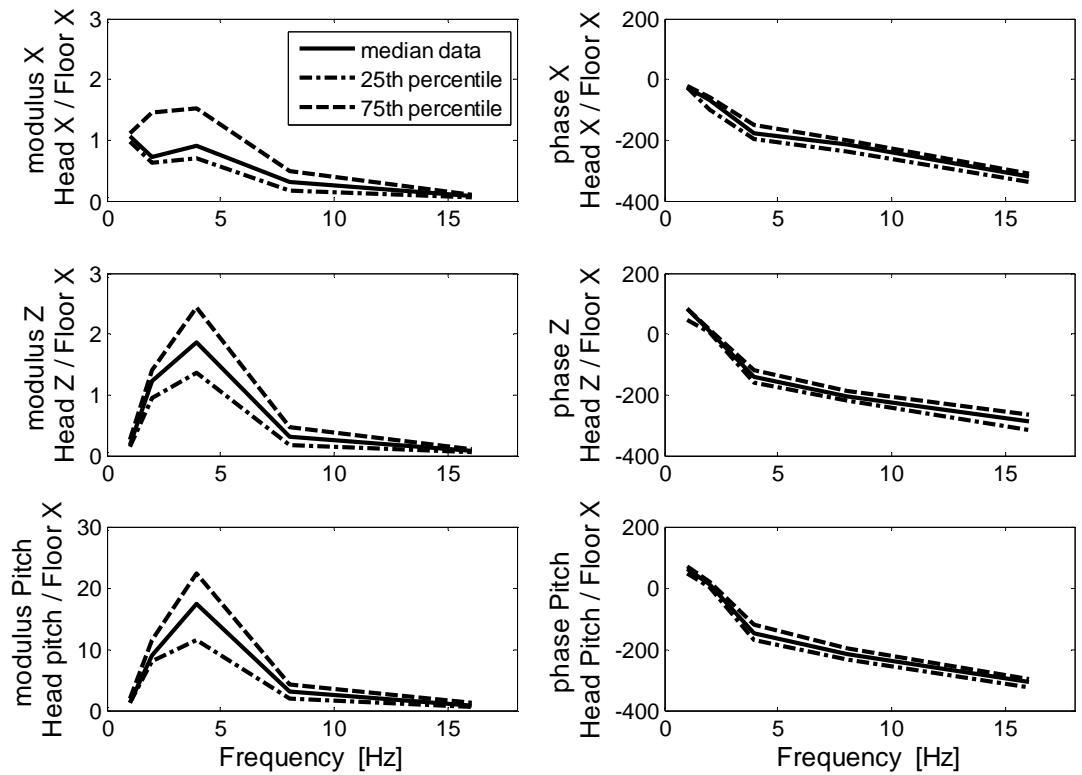 modulus X
Head X / Floor X
3
2
1
0
0
5
10
15
median data
25th percentile
75th percentile
phase X
Head X / Floor X
200
0
-200
-400
0
5
10
15
modulus Z
Head Z / Floor X
3
2
1
0
0
5
10
15
phase Z
Head Z / Floor X
200
0
-200
-400
0
5
10
15
modulus Pitch
Head pitch / Floor X
30
20
10
0
0
5
10
15
Frequency [Hz]
phase Pitch
Head Pitch / Floor X
200
0
-200
-400
0
5
10
15
Frequency [Hz]